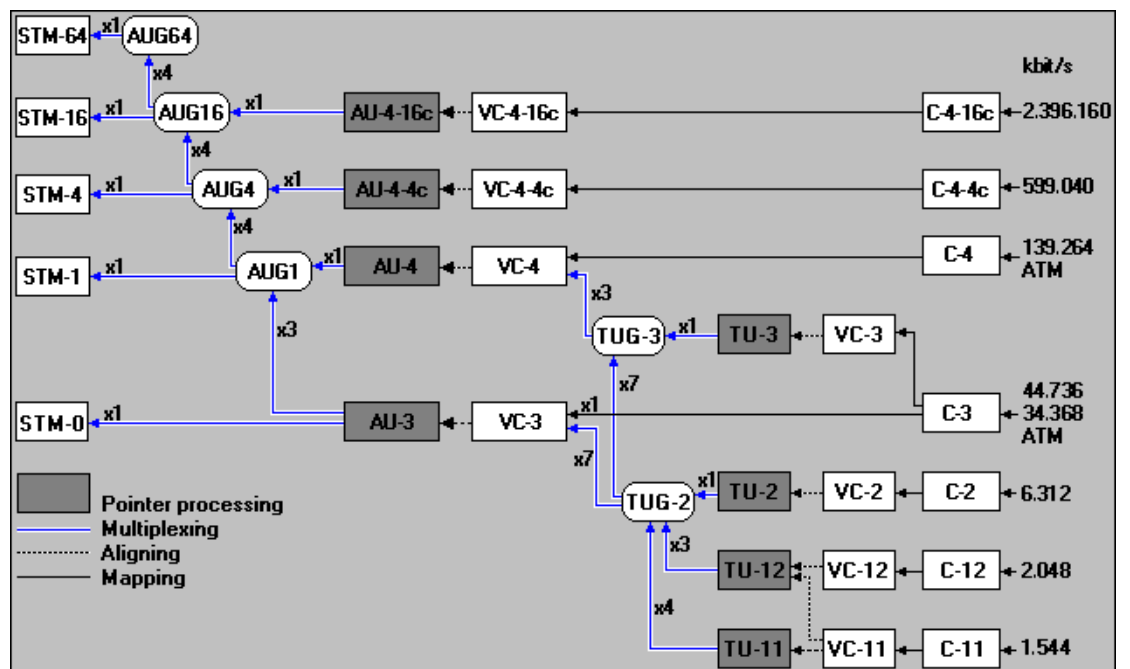 STM-64 x1 AUG64
x4 kbit/s
STM-16 x1 AUG16 x1 AU-4-16c VC-4-16c C-4-16c 2.396.160
x4
STM-4 x1 AUG4 x1 AU-4-4c VC-4-4c C-4-4c 599.040
x4
STM-1 x1 AUG1 x1 AU-4 VC-4 C-4 139.264
ATM
x3
x3 TUG-3 x1 TU-3 VC-3
x7
44.736
STM-0 x1 AU-3 VC-3 x1 C-3 34.368
ATM
x7
TUG-2 x1 TU-2 VC-2 C-2 6.312
Pointer processing
Multiplexing
Aligning
Mapping
x3
TU-12 VC-12 C-12 2.048
x4
TU-11 VC-11 C-11 1.544